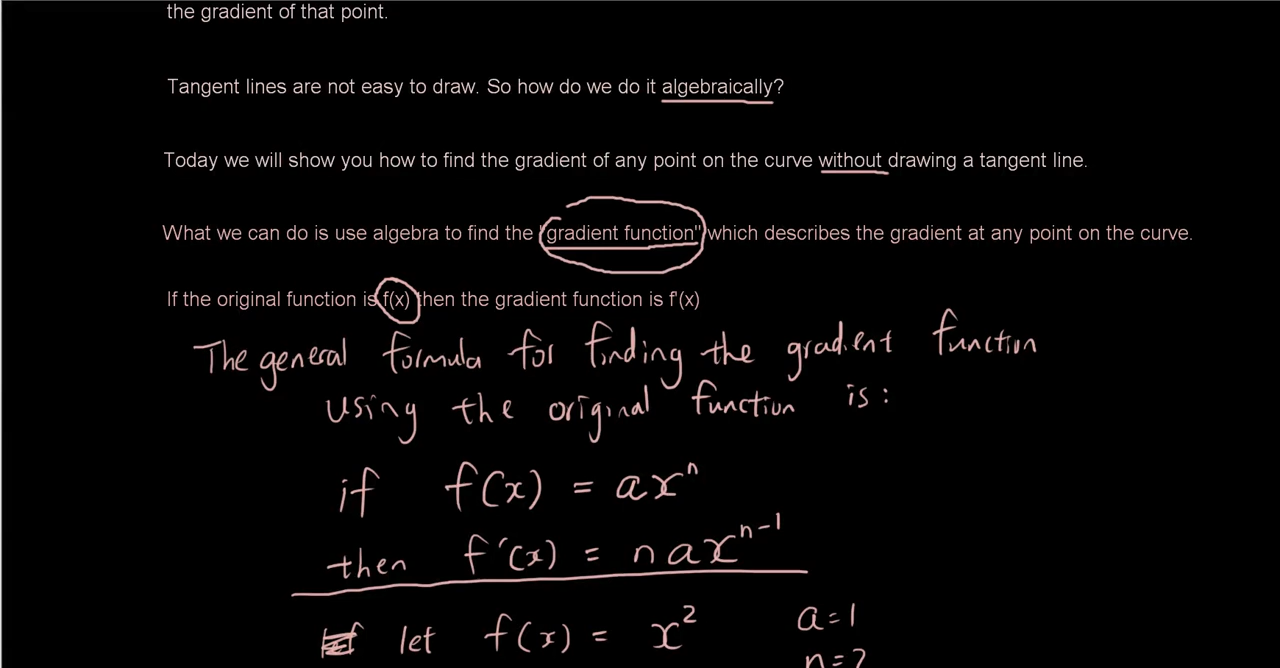 the gradient of that point.
Tangent lines are not easy to draw. So how do we do it algebraically?
Today we will show you how to find the gradient of any point on the curve without drawing a tangent line.
What we can do is use algebra to find the "gradient function" which describes the gradient at any point on the curve.
If the original function is f(x) then the gradient function is f'(x)
The general formula for finding the gradient function
using the original function is:
if f(x) = axⁿ
then f'(x) = naxⁿ⁻¹
let f(x) = x² a=1
n=2